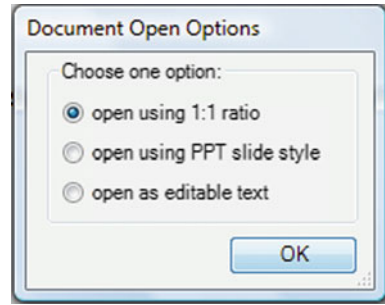 Document Open Options
Choose one option:
open using 1:1 ratio
open using PPT slide style
open as editable text
OK